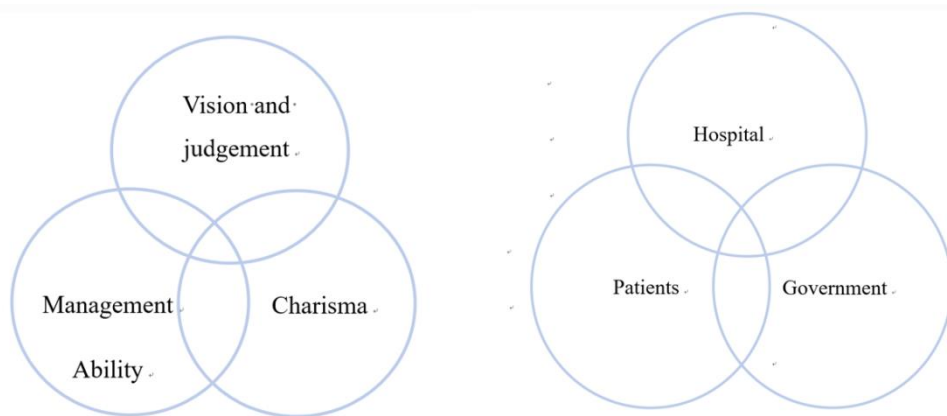 Vision and
judgement
Management
Ability
Charisma
Hospital
Patients
Government